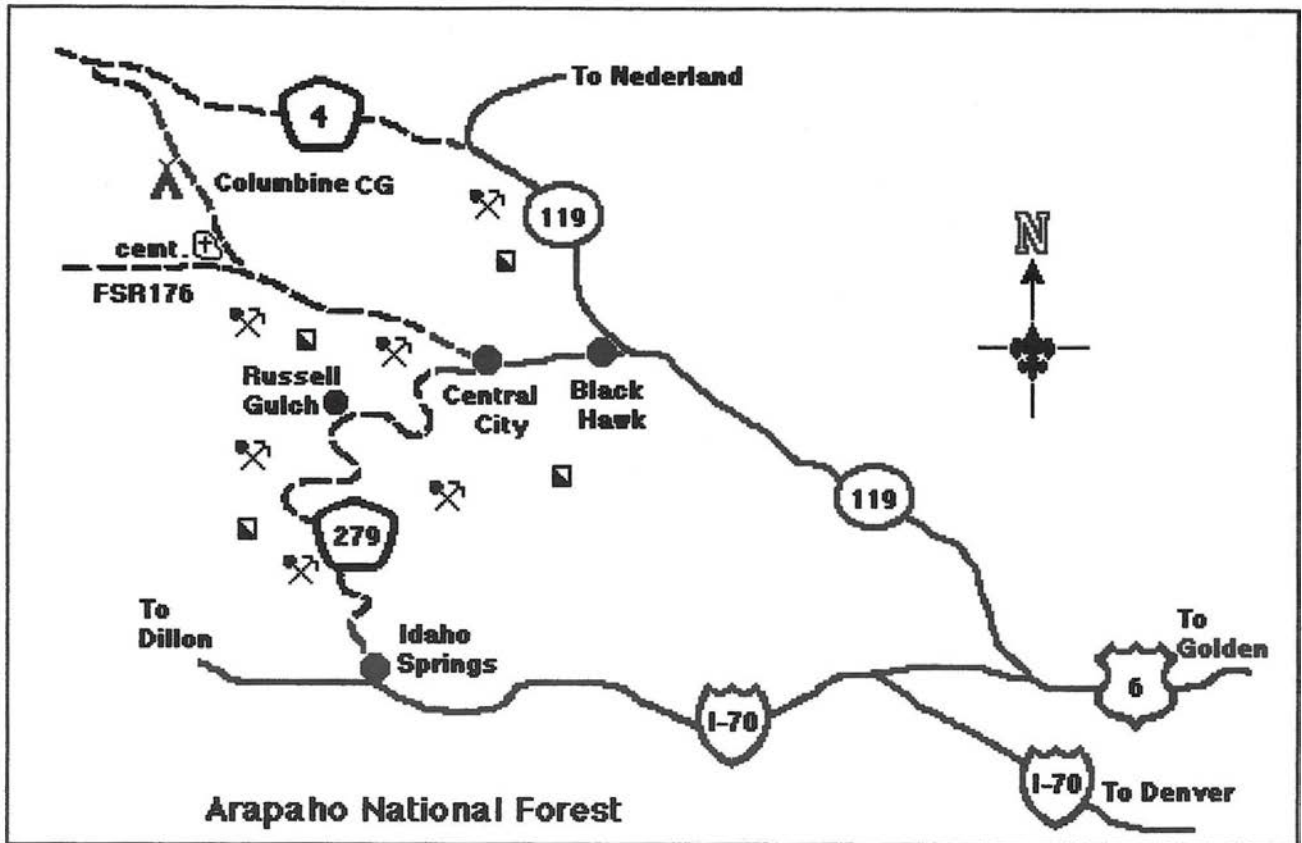 To Nederland
4
Columbine CG
119
N
cemt.
FSR176
Russell
Gulch
Central
City
Black
Hawk
119
279
To
Dillon
Idaho
Springs
To
Golden
6
I-70
I-70
To Denver
Arapaho National Forest